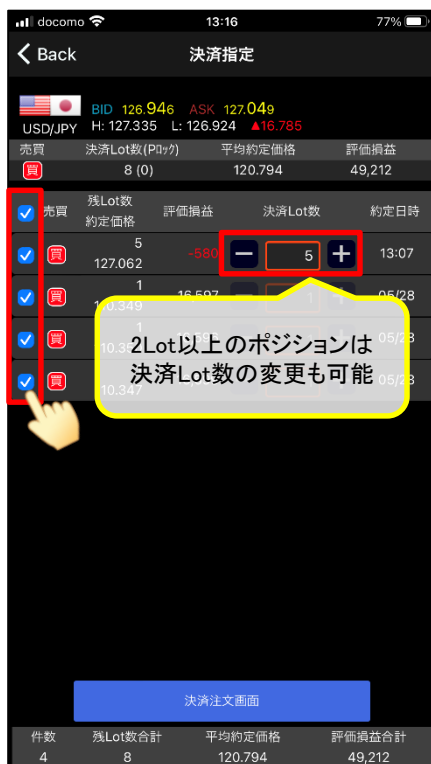 docomo 13:16 77%
Back 決済指定
BID 126.946 ASK 127.049
USD/JPY H: 127.335 L: 126.924 ▲16.785
売買 決済Lot数(Pロック) 平均約定価格 評価損益
買 8 (0) 120.794 49,212
売買 残Lot数 評価損益 決済Lot数 約定日時
約定価格
買 5 -580 − 5 + 13:07
127.062
買 1 16,597 1 05/28
110.349
買 1
買
10.347
2Lot以上のポジションは
決済Lot数の変更も可能
決済注文画面
件数 残Lot数合計 平均約定価格 評価損益合計
4 8 120.794 49,212